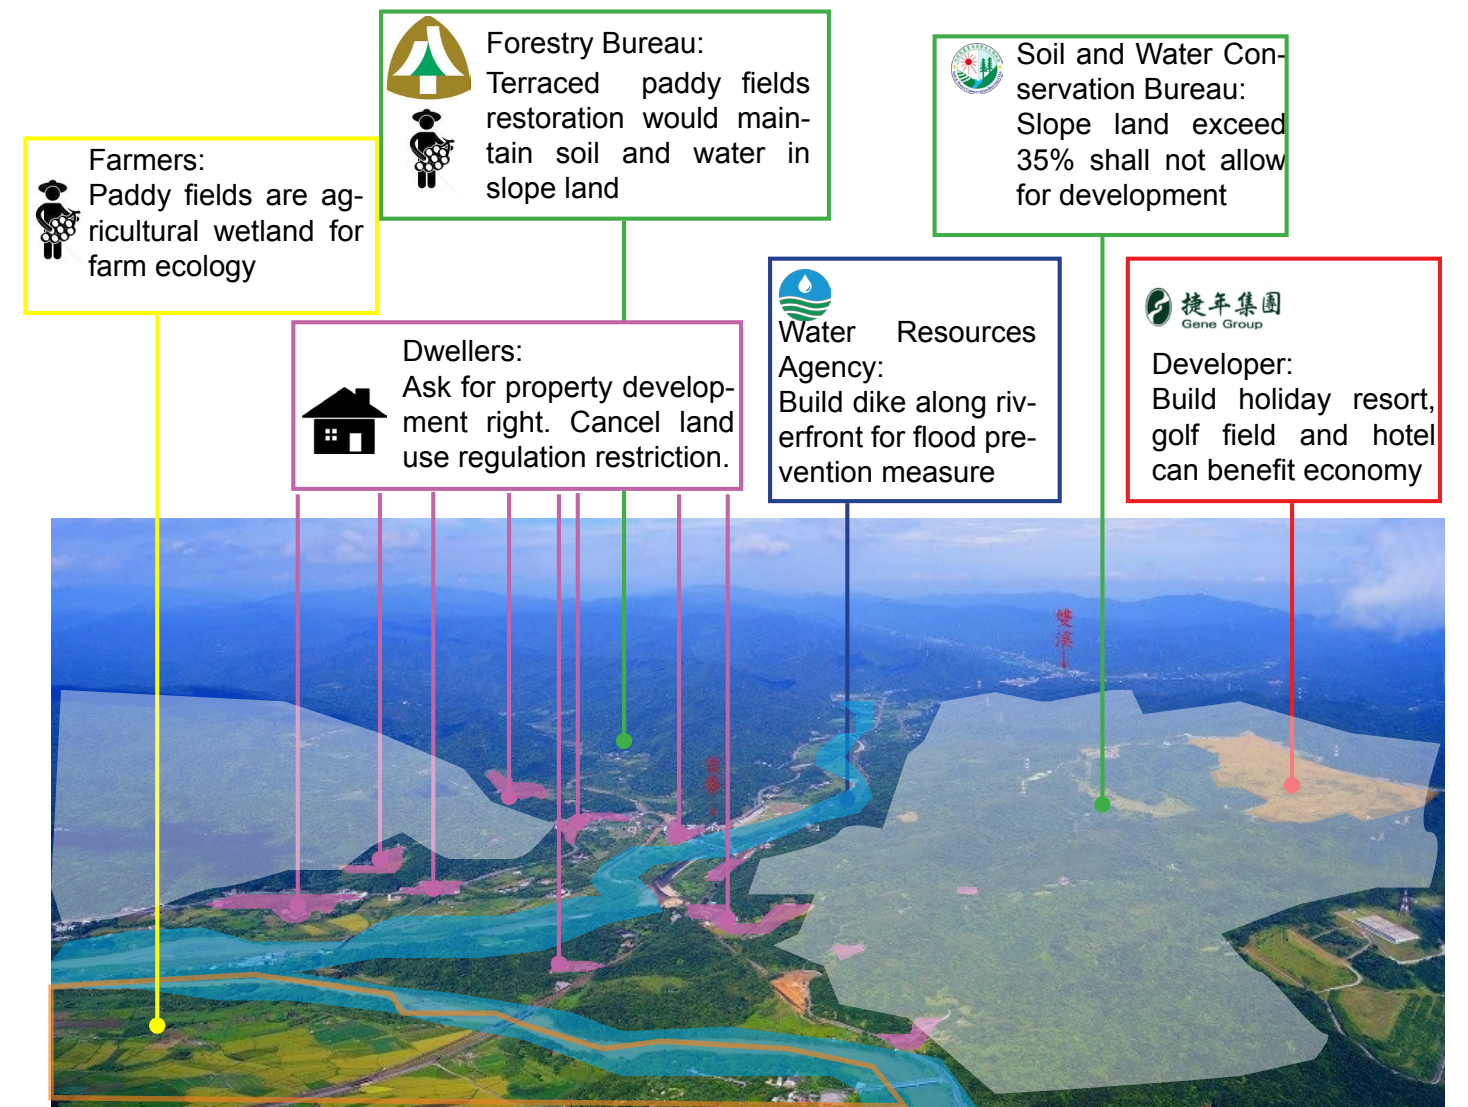 Forestry Bureau:
Terraced paddy fields
restoration would main-
tain soil and water in
slope land
Soil and Water Con-
servation Bureau:
Slope land exceed
35% shall not allow
for development
Farmers:
Paddy fields are ag-
ricultural wetland for
farm ecology
Dwellers:
Ask for property develop-
ment right. Cancel land
use regulation restriction.
Water Resources
Agency:
Build dike along riv-
erfront for flood pre-
vention measure
捷年集團
Gene Group
Developer:
Build holiday resort,
golf field and hotel
can benefit economy
雙溪